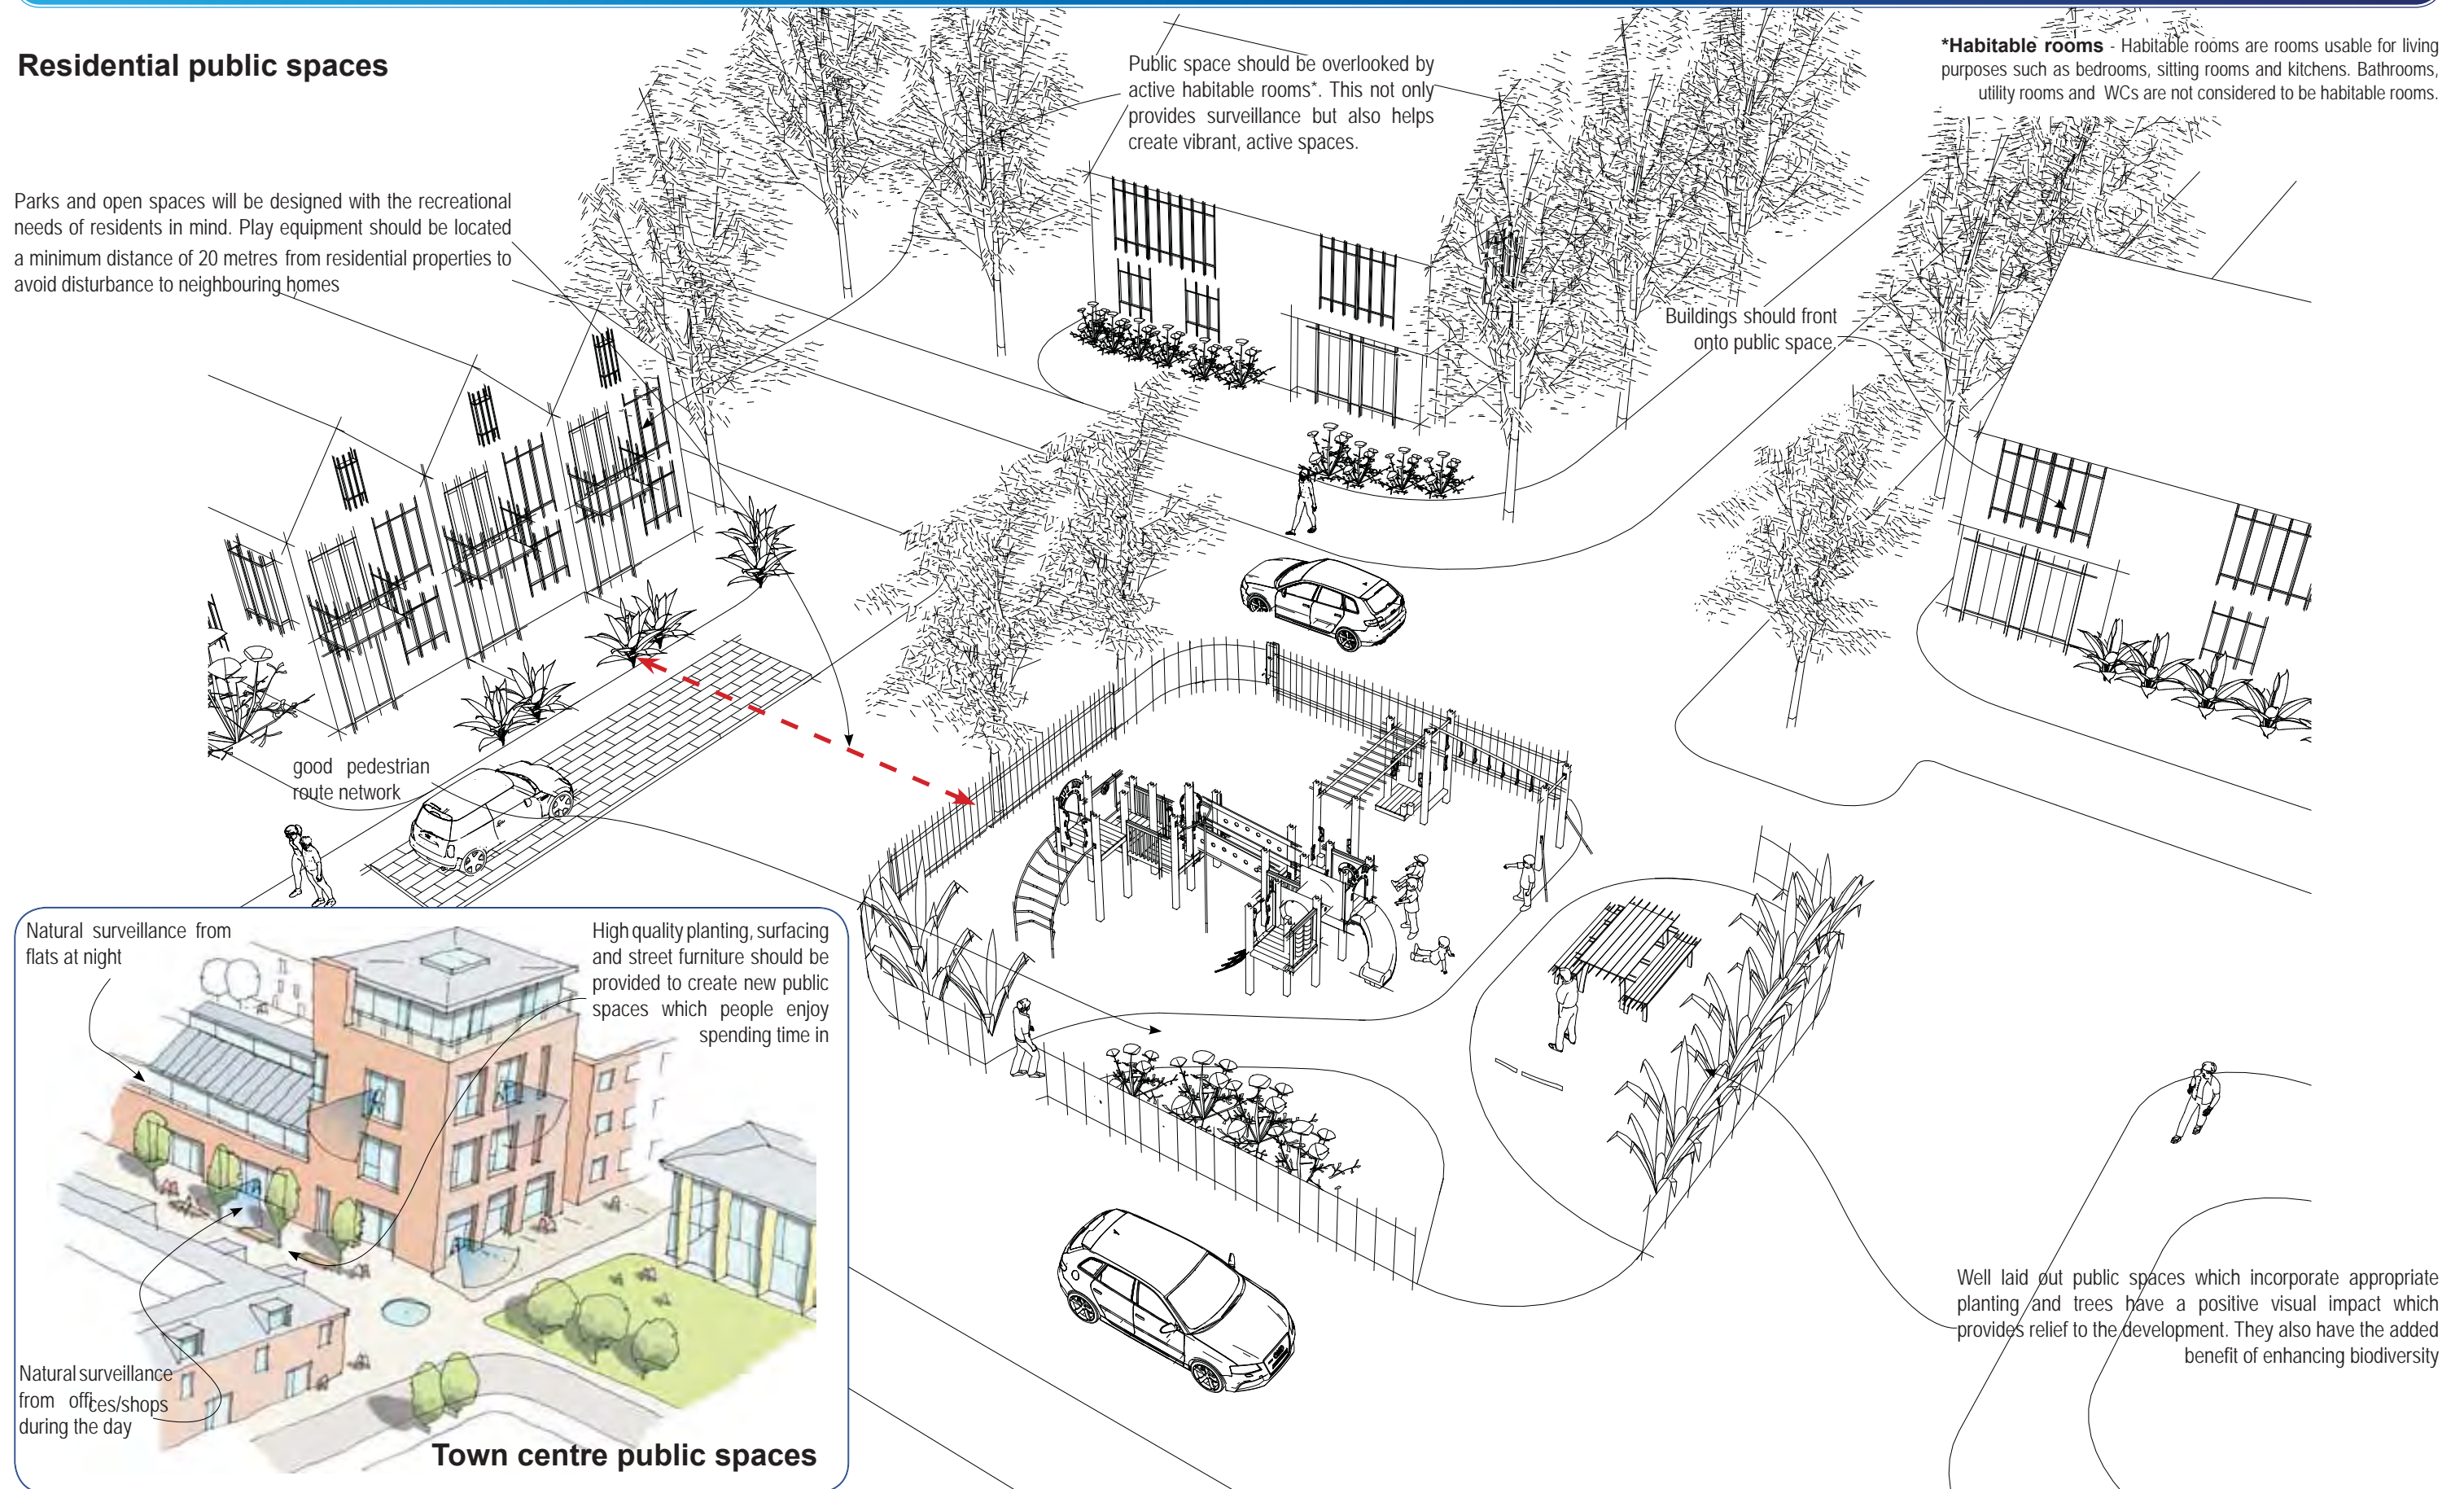 Residential public spaces
Public space should be overlooked by
active habitable rooms*. This not only
provides surveillance but also helps
create vibrant, active spaces.
*Habitable rooms - Habitable rooms are rooms usable for living
purposes such as bedrooms, sitting rooms and kitchens. Bathrooms,
utility rooms and WCs are not considered to be habitable rooms.
Parks and open spaces will be designed with the recreational
needs of residents in mind. Play equipment should be located
a minimum distance of 20 metres from residential properties to
avoid disturbance to neighbouring homes
Buildings should front
onto public space.
good pedestrian
route network
Natural surveillance from
flats at night
High quality planting, surfacing
and street furniture should be
provided to create new public
spaces which people enjoy
spending time in
Natural surveillance
from offices/shops
during the day
Town centre public spaces
Well laid out public spaces which incorporate appropriate
planting and trees have a positive visual impact which
provides relief to the development. They also have the added
benefit of enhancing biodiversity